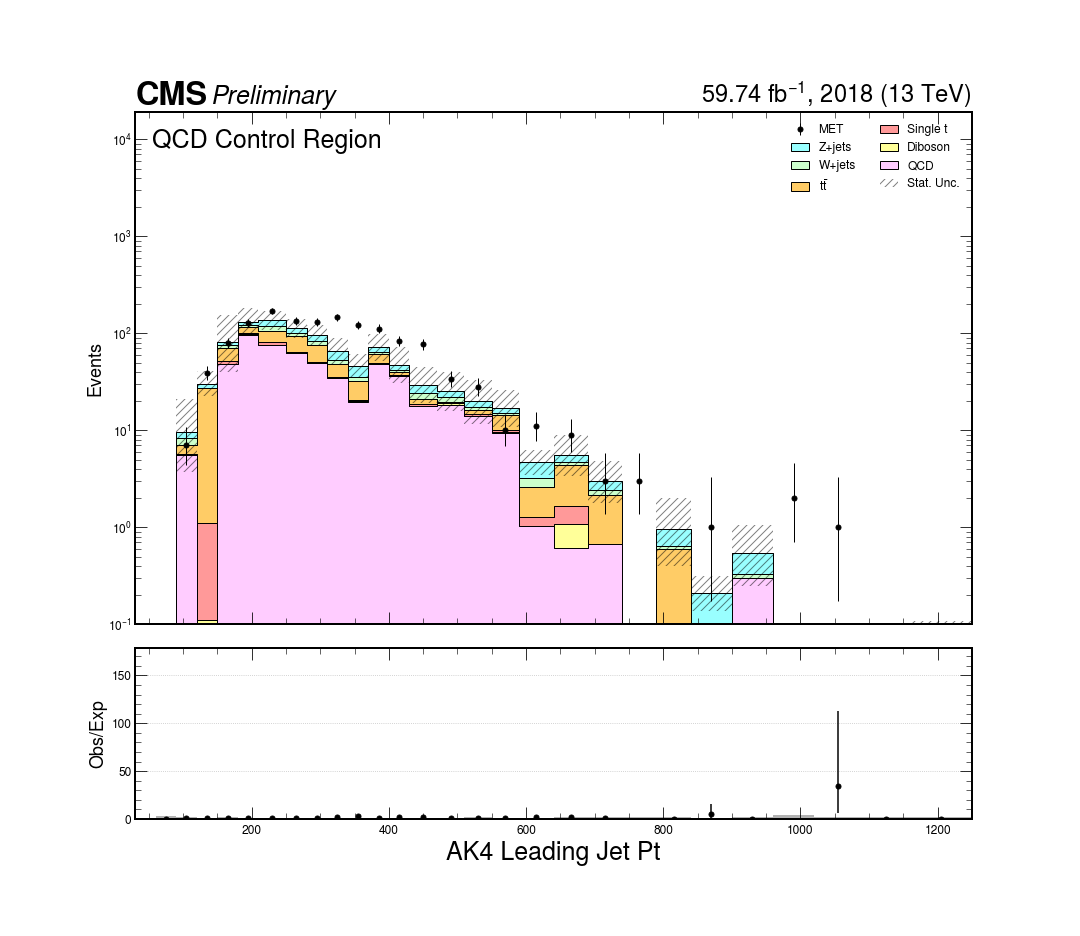 CMS Preliminary
59.74 fb⁻¹, 2018 (13 TeV)
QCD Control Region
MET
Z+jets
W+jets
tt̄
Single t
Diboson
QCD
Stat. Unc.
Events
10⁴
10³
10²
10¹
10⁰
10⁻¹
Obs/Exp
150
100
50
0
200 400 600 800 1000 1200
AK4 Leading Jet Pt